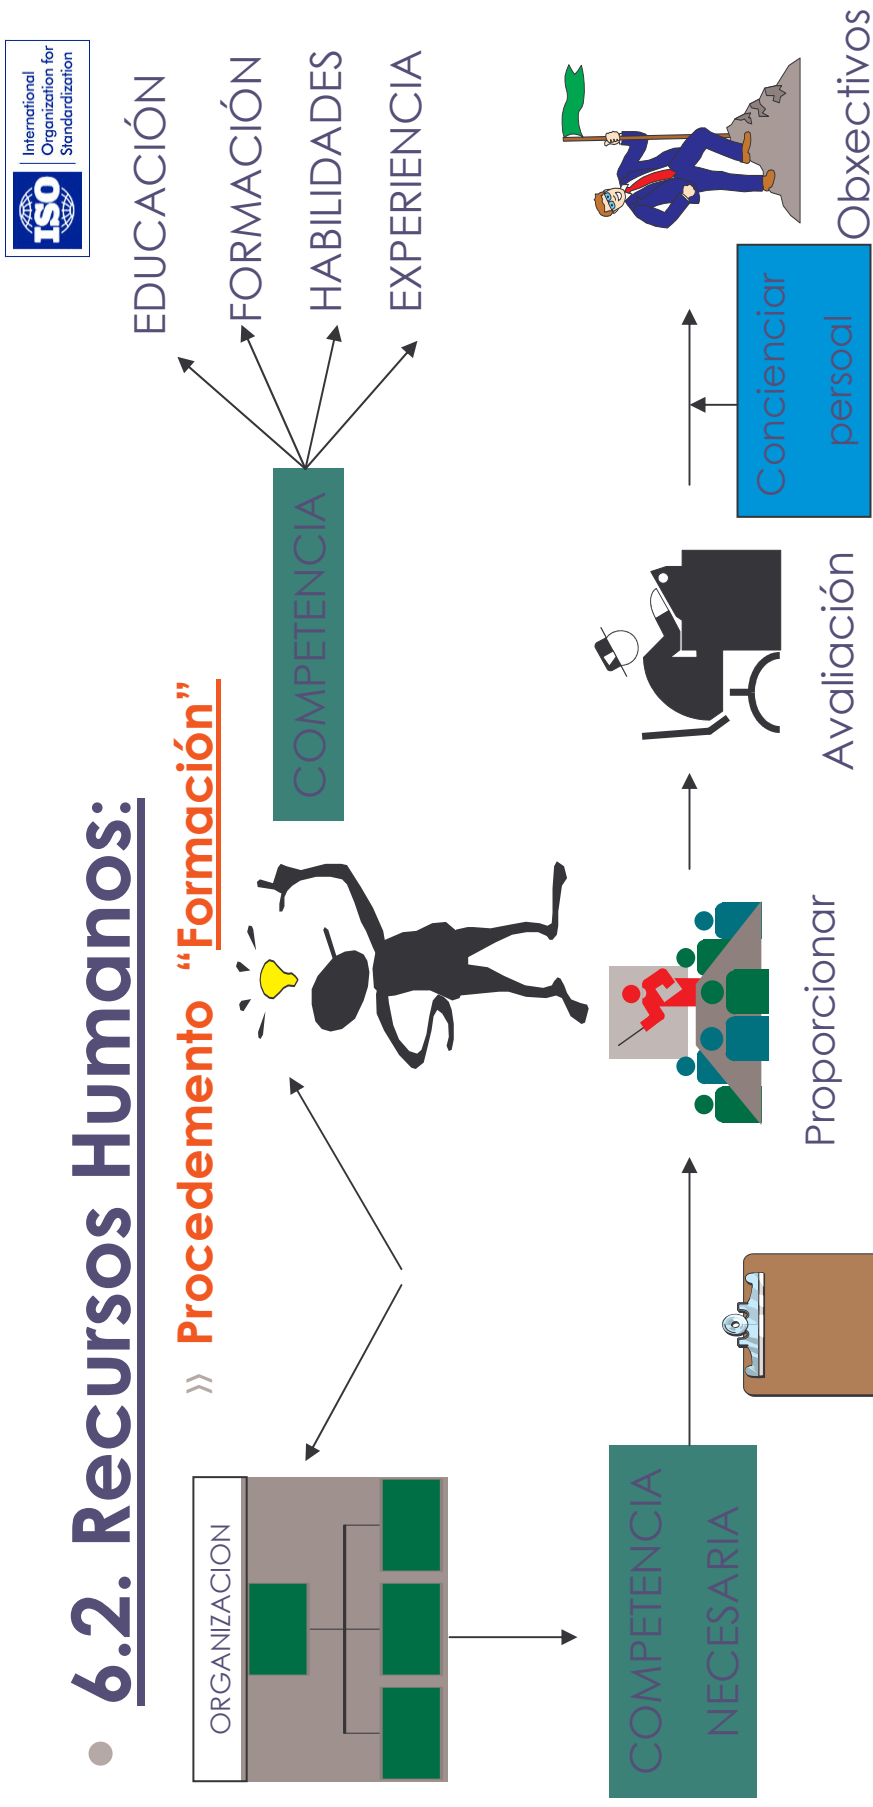 ISO
International
Organization for
Standardization
• 6.2. Recursos Humanos:
» Procedemento “Formación”
ORGANIZACION
COMPETENCIA
EDUCACIÓN
FORMACIÓN
HABILIDADES
EXPERIENCIA
COMPETENCIA
NECESARIA
Proporcionar
Avaliación
Concienciar
persoal
Obxectivos